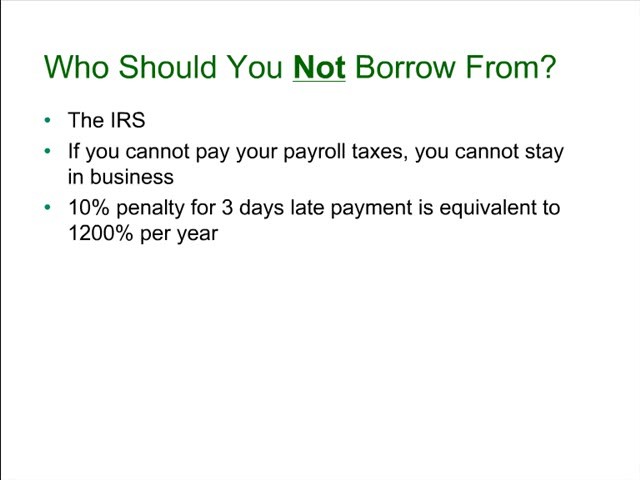 Who Should You Not Borrow From?
• The IRS
• If you cannot pay your payroll taxes, you cannot stay
in business
• 10% penalty for 3 days late payment is equivalent to
1200% per year